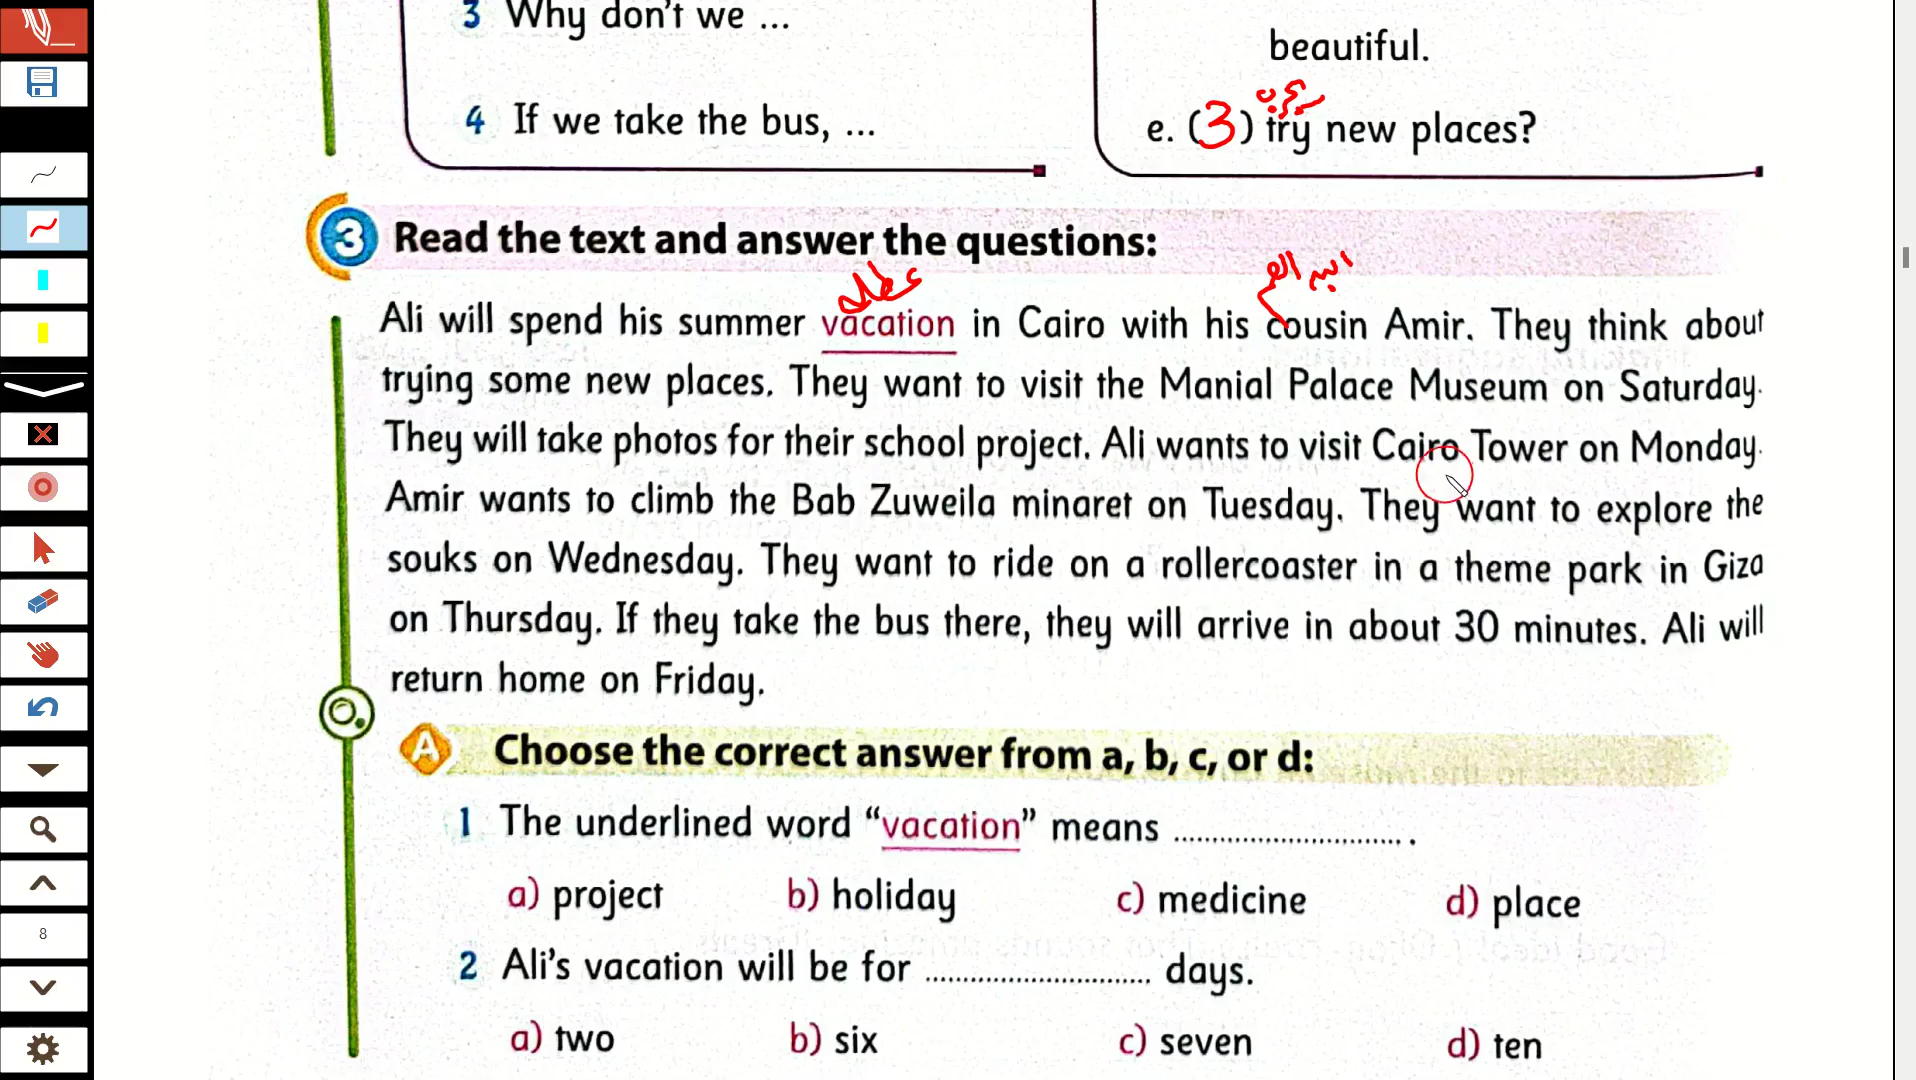 3 Why don't we ...
beautiful.
4 If we take the bus, ...
يجرب
e. (3) try new places?
3 Read the text and answer the questions:
عطله
ابن العم
Ali will spend his summer vacation in Cairo with his cousin Amir. They think about
trying some new places. They want to visit the Manial Palace Museum on Saturday.
They will take photos for their school project. Ali wants to visit Cairo Tower on Monday.
Amir wants to climb the Bab Zuweila minaret on Tuesday. They want to explore the
souks on Wednesday. They want to ride on a rollercoaster in a theme park in Giza
on Thursday. If they take the bus there, they will arrive in about 30 minutes. Ali will
return home on Friday.
A Choose the correct answer from a, b, c, or d:
1 The underlined word "vacation" means .............................. .
a) project b) holiday c) medicine d) place
2 Ali's vacation will be for .............................. days.
a) two b) six c) seven d) ten
8